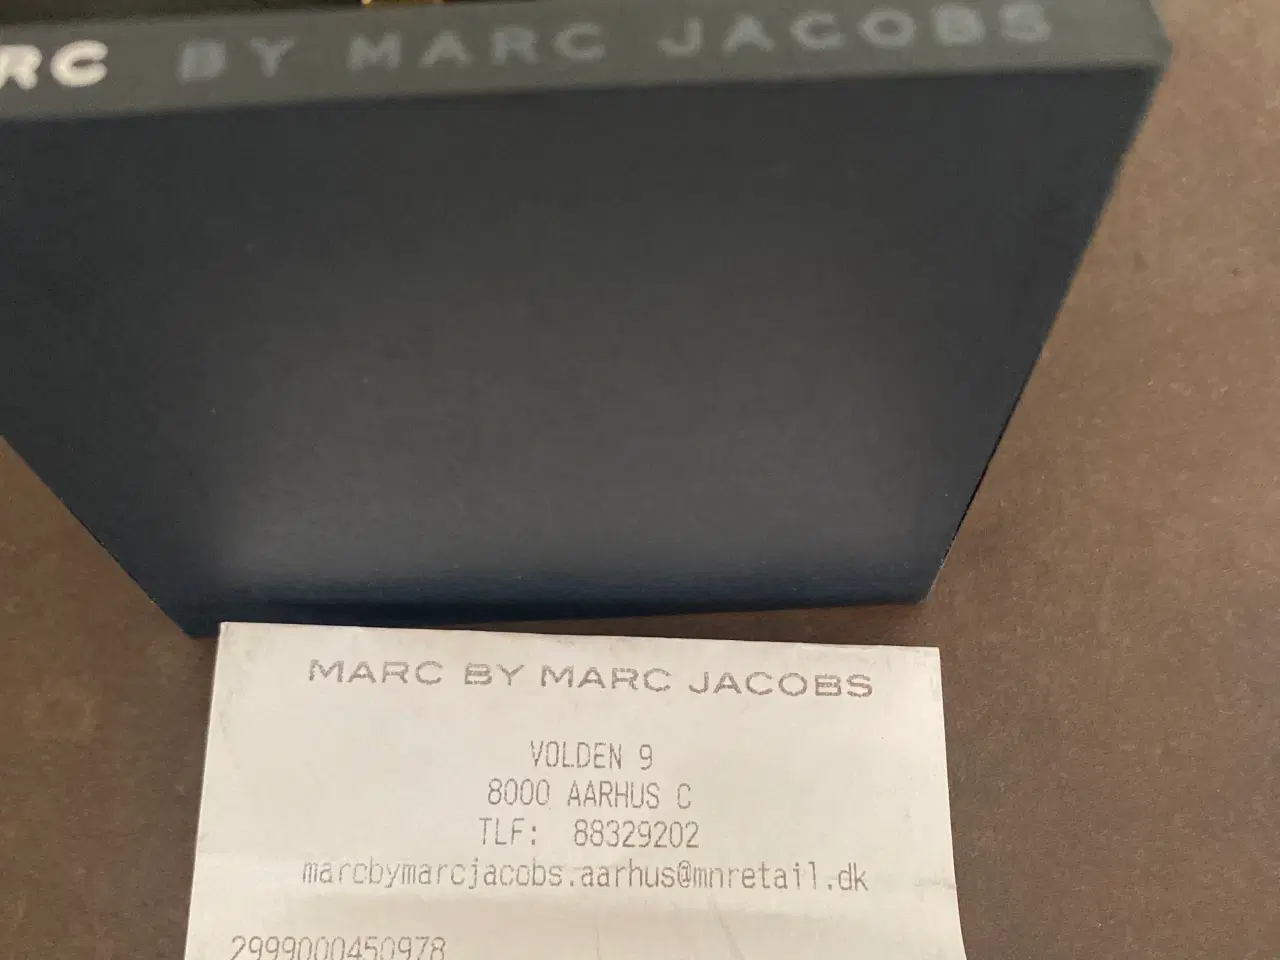 RC BY MARC JACOBS
MARC BY MARC JACOBS
VOLDEN 9
8000 AARHUS C
TLF: 88329202
marcbymarcjacobs.aarhus@mnretail.dk
2999000450978